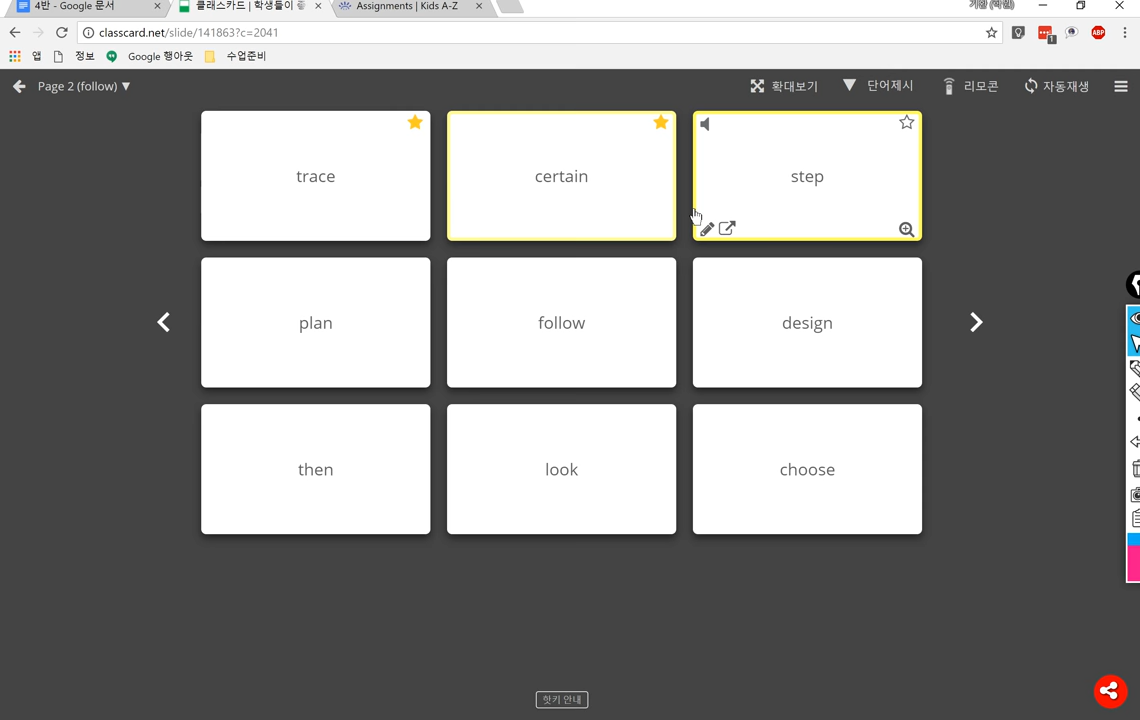 4반 - Google 문서
클래스카드 | 학생들이 좋
Assignments | Kids A-Z
classcard.net/slide/141863?c=2041
1
ABP
앱 정보 Google 행아웃 수업준비
Page 2 (follow) ▼
확대보기 단어제시 리모콘 자동재생
trace certain step
plan follow design
then look choose
핫키 안내